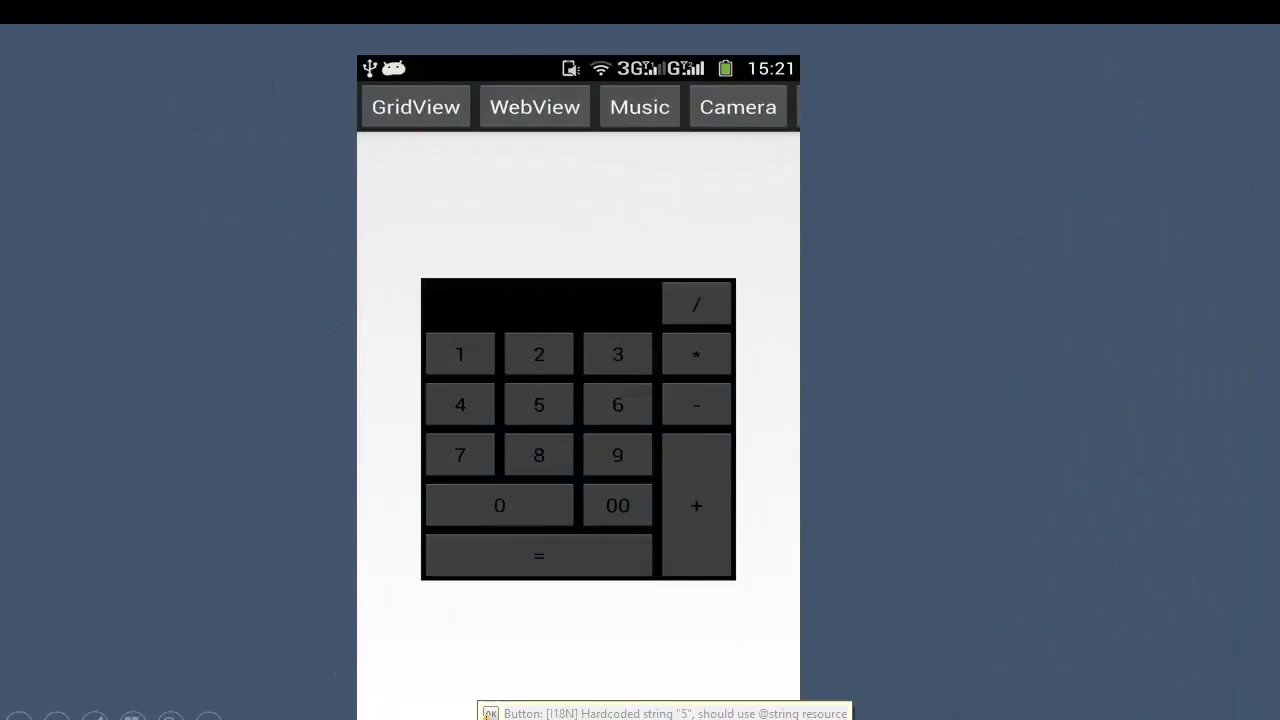 3G G 15:21
GridView WebView Music Camera
/
1 2 3 *
4 5 6 -
7 8 9
0 00 +
=
OK Button: [I18N] Hardcoded string "5", should use @string resource